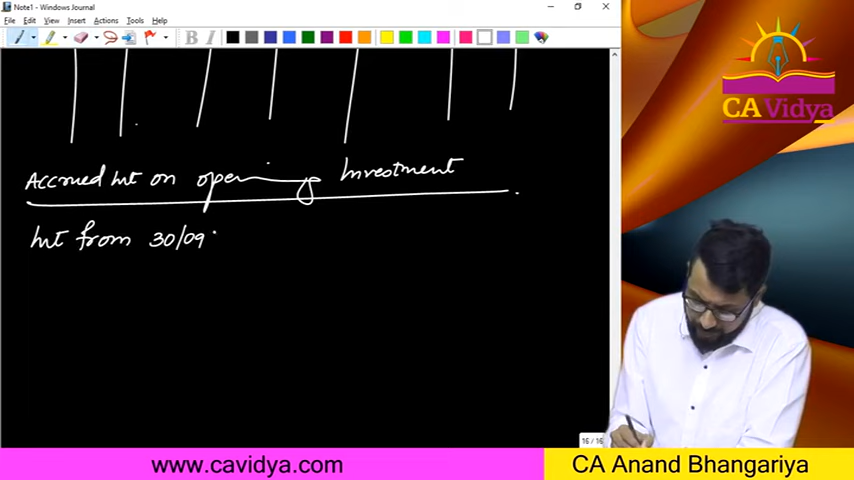 Note1 - Windows Journal
File Edit View Insert Actions Tools Help
B I
Accrued Int on opening Investment
Int from 30/09
16 / 16
CA Vidya
www.cavidya.com
CA Anand Bhangariya